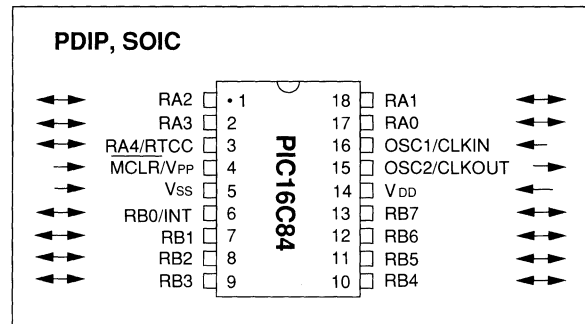 PDIP, SOIC
RA2 •1 18 RA1
RA3 2 17 RA0
RA4/RTCC 3 16 OSC1/CLKIN
MCLR/VPP 4 15 OSC2/CLKOUT
VSS 5 14 VDD
RB0/INT 6 13 RB7
RB1 7 12 RB6
RB2 8 11 RB5
RB3 9 10 RB4
PIC16C84